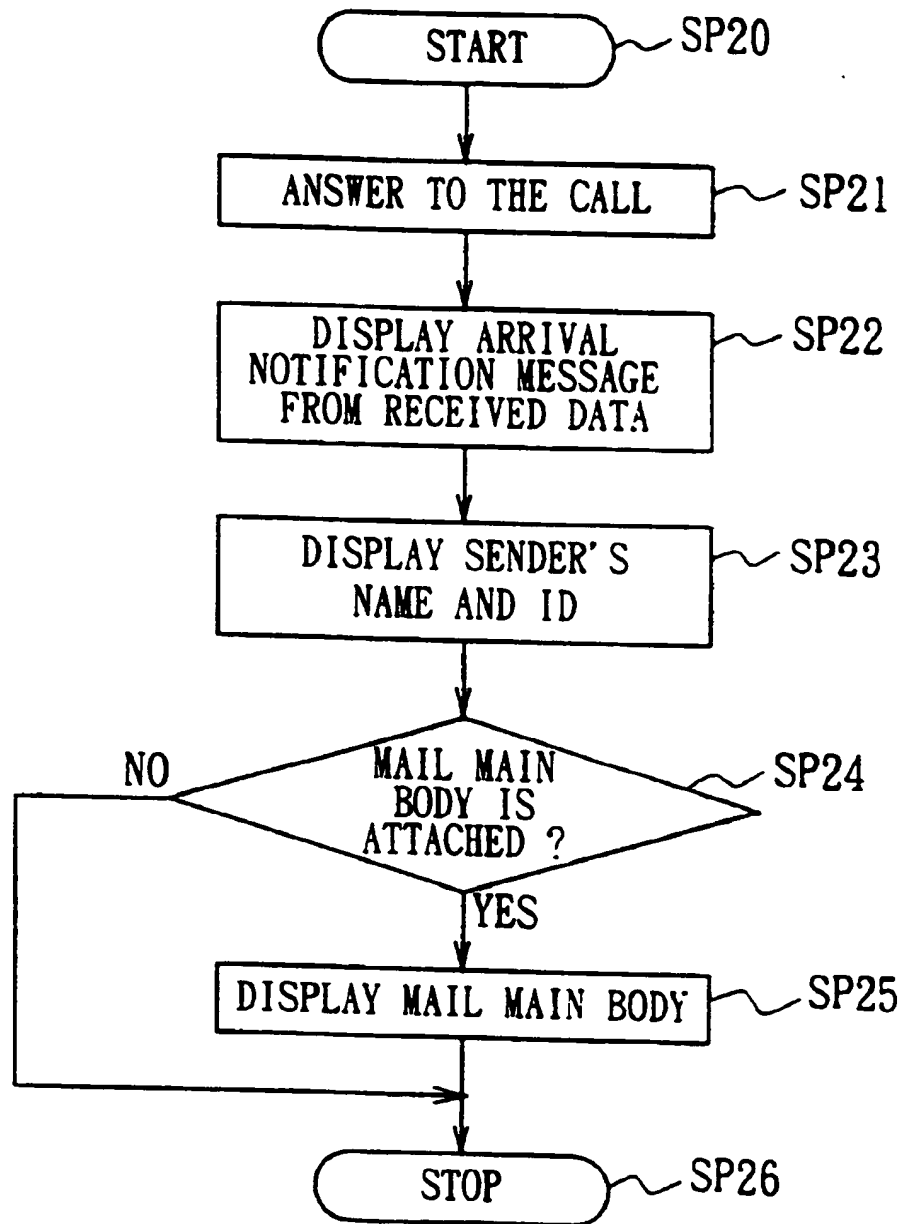 START
SP20
ANSWER TO THE CALL
SP21
DISPLAY ARRIVAL
NOTIFICATION MESSAGE
FROM RECEIVED DATA
SP22
DISPLAY SENDER'S
NAME AND ID
SP23
NO
MAIL MAIN
BODY IS
ATTACHED ?
SP24
YES
DISPLAY MAIL MAIN BODY
SP25
STOP
SP26